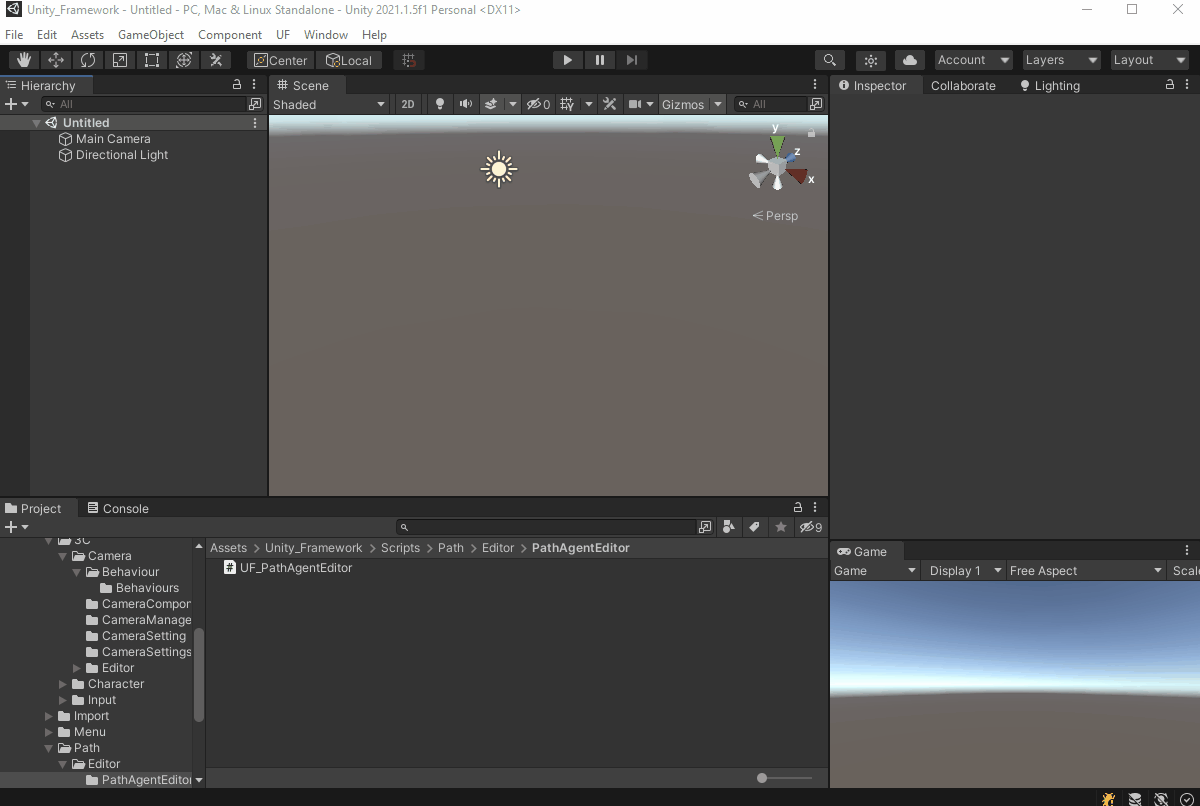 Unity_Framework - Untitled - PC, Mac & Linux Standalone - Unity 2021.1.5f1 Personal <DX11>
File Edit Assets GameObject Component UF Window Help
Center Local Account Layers Layout
Hierarchy
All
Untitled
Main Camera
Directional Light
Scene
Shaded 2D 0 Gizmos All
y
z
x
Persp
Inspector Collaborate Lighting
Project Console
9
3C
Camera
Behaviour
Behaviours
CameraCompor
CameraManage
CameraSetting
CameraSettings
Editor
Character
Input
Import
Menu
Path
Editor
PathAgentEditor
Assets > Unity_Framework > Scripts > Path > Editor > PathAgentEditor
# UF_PathAgentEditor
Game
Game Display 1 Free Aspect Scale